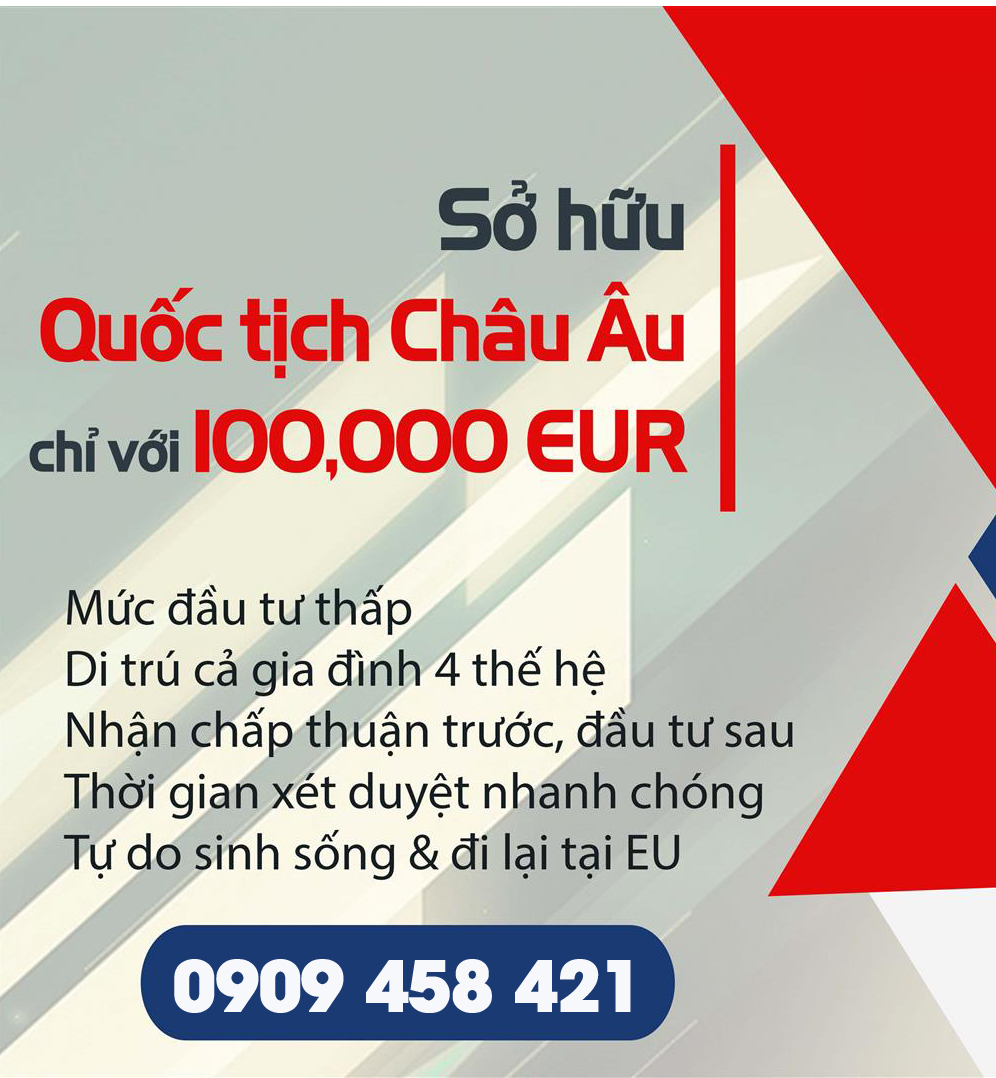 Sở hữu
Quốc tịch Châu Âu
chỉ với 100,000 EUR
Mức đầu tư thấp
Di trú cả gia đình 4 thế hệ
Nhận chấp thuận trước, đầu tư sau
Thời gian xét duyệt nhanh chóng
Tự do sinh sống & đi lại tại EU
0909 458 421